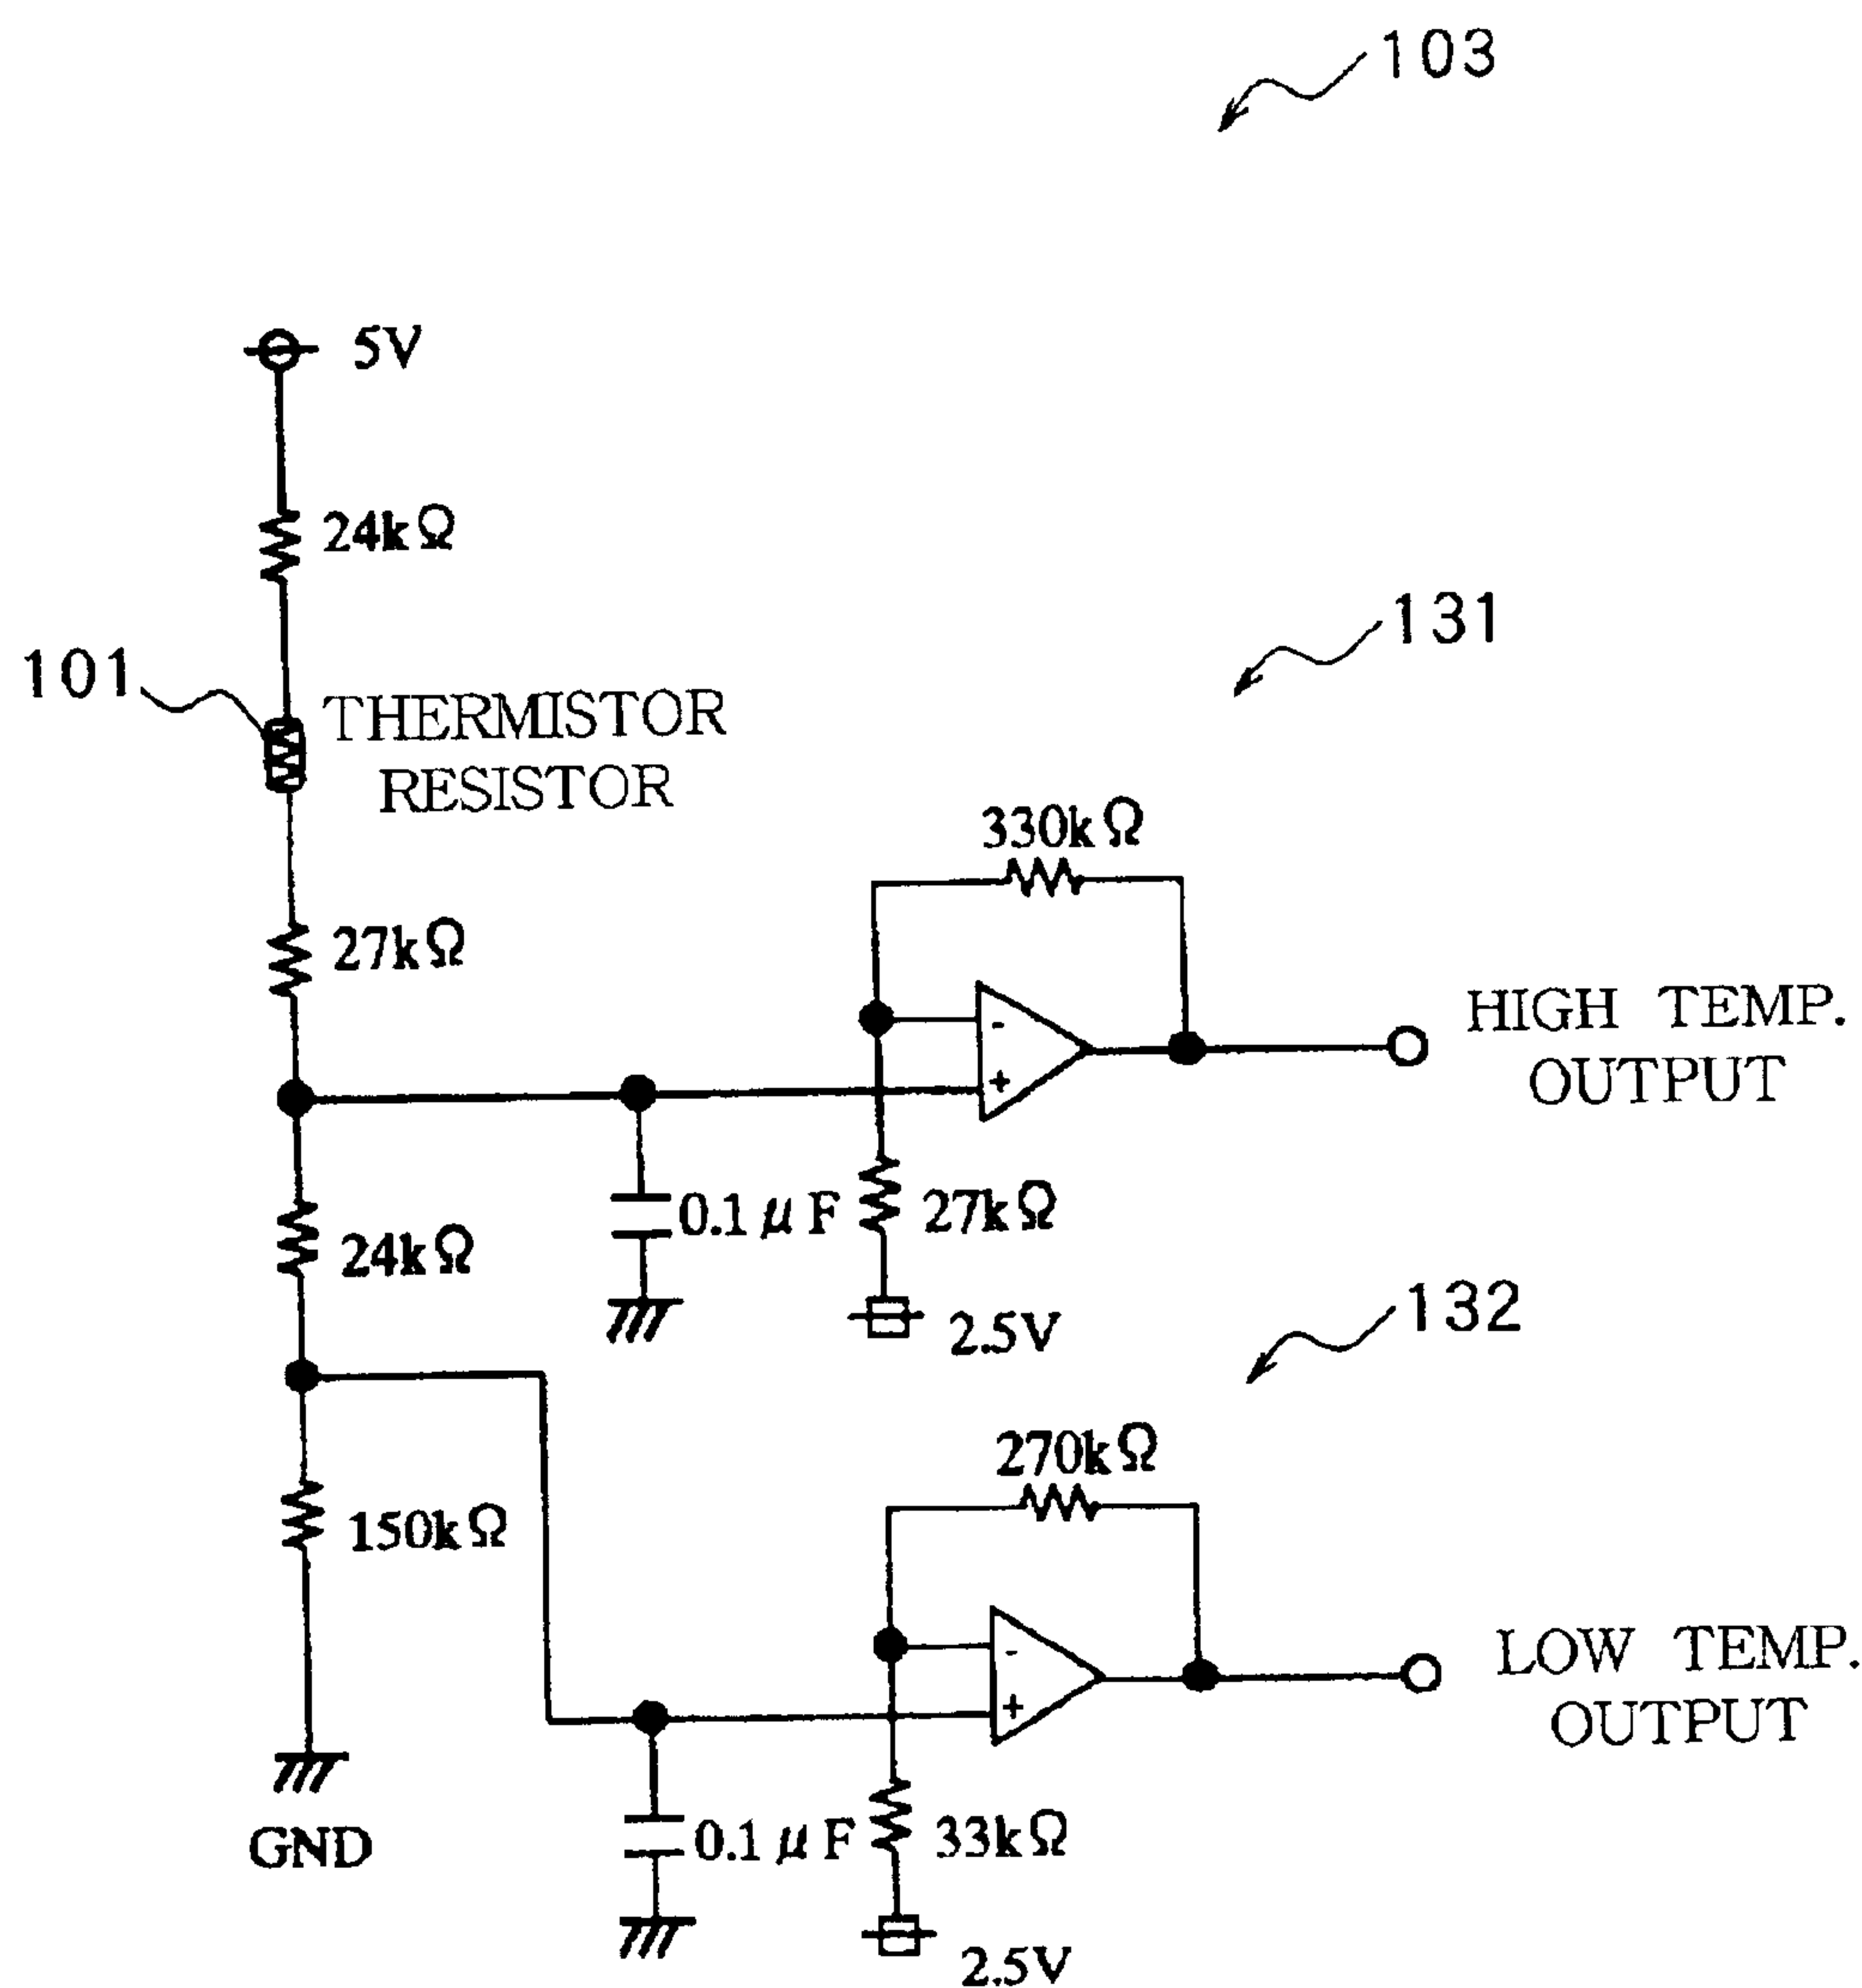 103
5V
24kΩ
131
101
THERMISTOR
RESISTOR
330kΩ
27kΩ
-
HIGH TEMP.
OUTPUT
+
24kΩ
0.1μF
27kΩ
2.5V
132
270kΩ
150kΩ
-
LOW TEMP.
OUTPUT
+
GND
0.1μF
33kΩ
2.5V